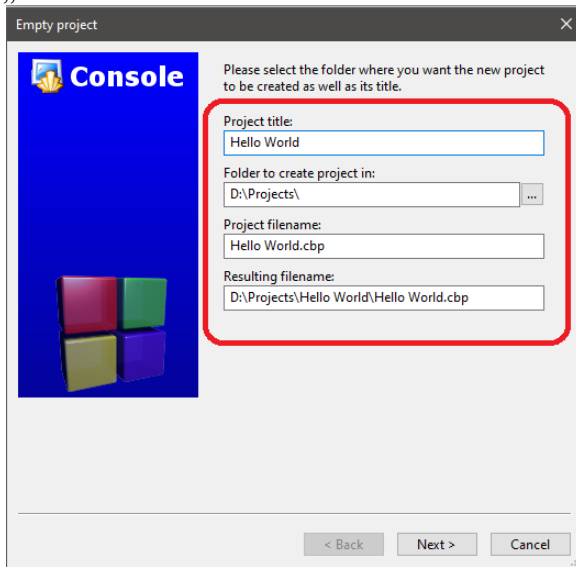 Empty project
Console
Please select the folder where you want the new project
to be created as well as its title.
Project title:
Hello World
Folder to create project in:
D:\Projects\
...
Project filename:
Hello World.cbp
Resulting filename:
D:\Projects\Hello World\Hello World.cbp
< Back
Next >
Cancel